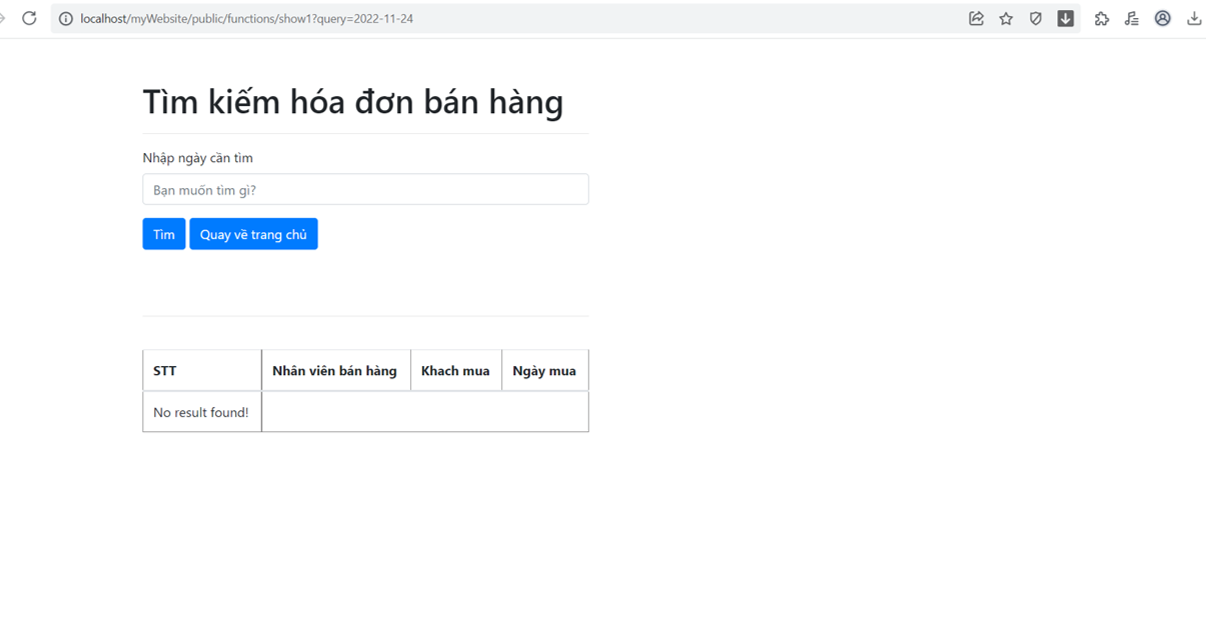 localhost/myWebsite/public/functions/show1?query=2022-11-24
Tìm kiếm hóa đơn bán hàng
Nhập ngày cần tìm
Bạn muốn tìm gì?
Tìm Quay về trang chủ
STT Nhân viên bán hàng Khach mua Ngày mua
No result found!